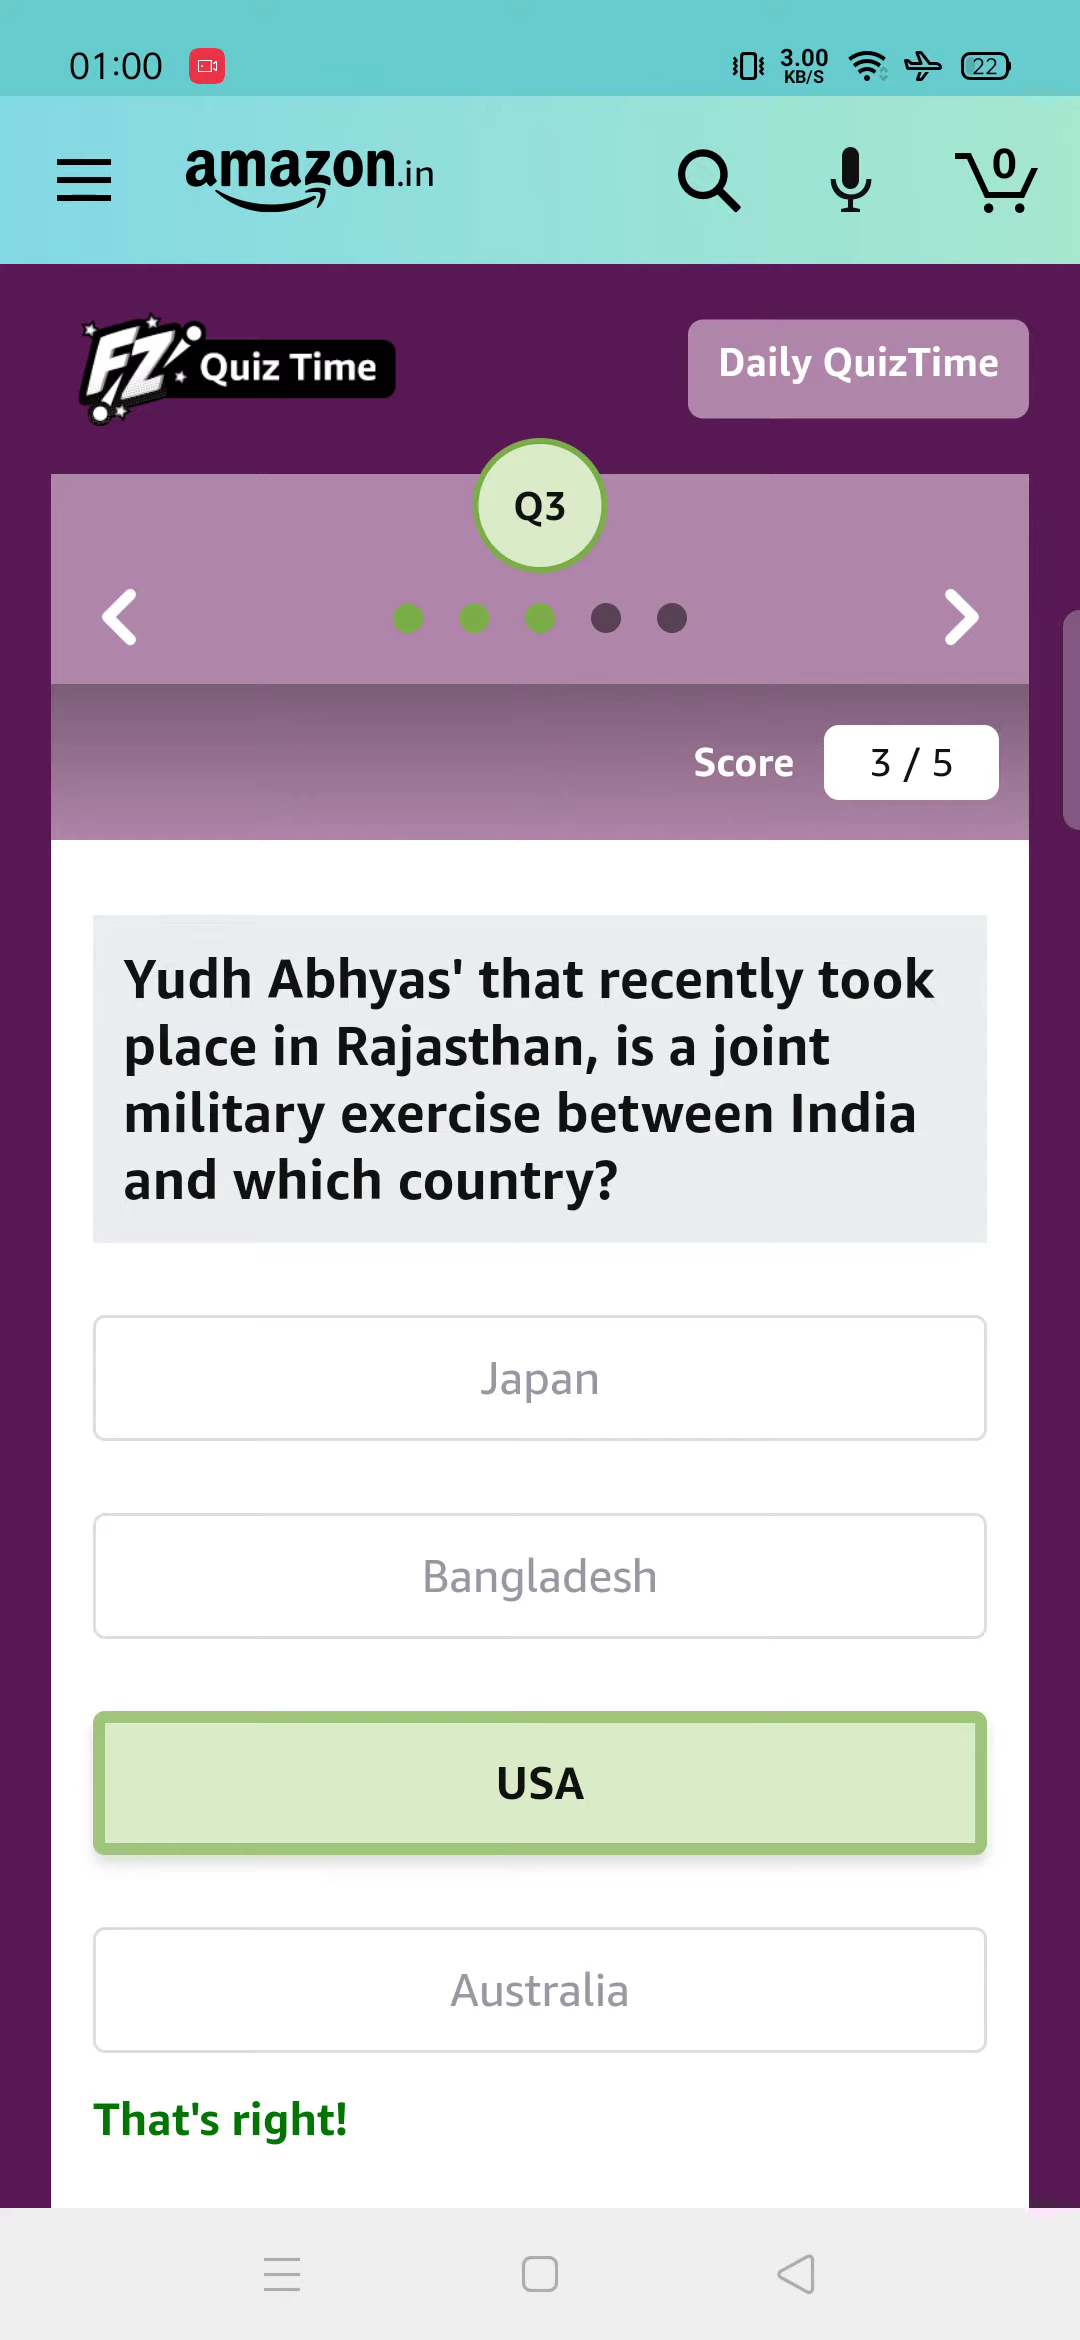 01:00
3.00
KB/S
22
amazon.in
0
FZ Quiz Time
Daily QuizTime
Q3
Score 3 / 5
Yudh Abhyas' that recently took
place in Rajasthan, is a joint
military exercise between India
and which country?
Japan
Bangladesh
USA
Australia
That's right!